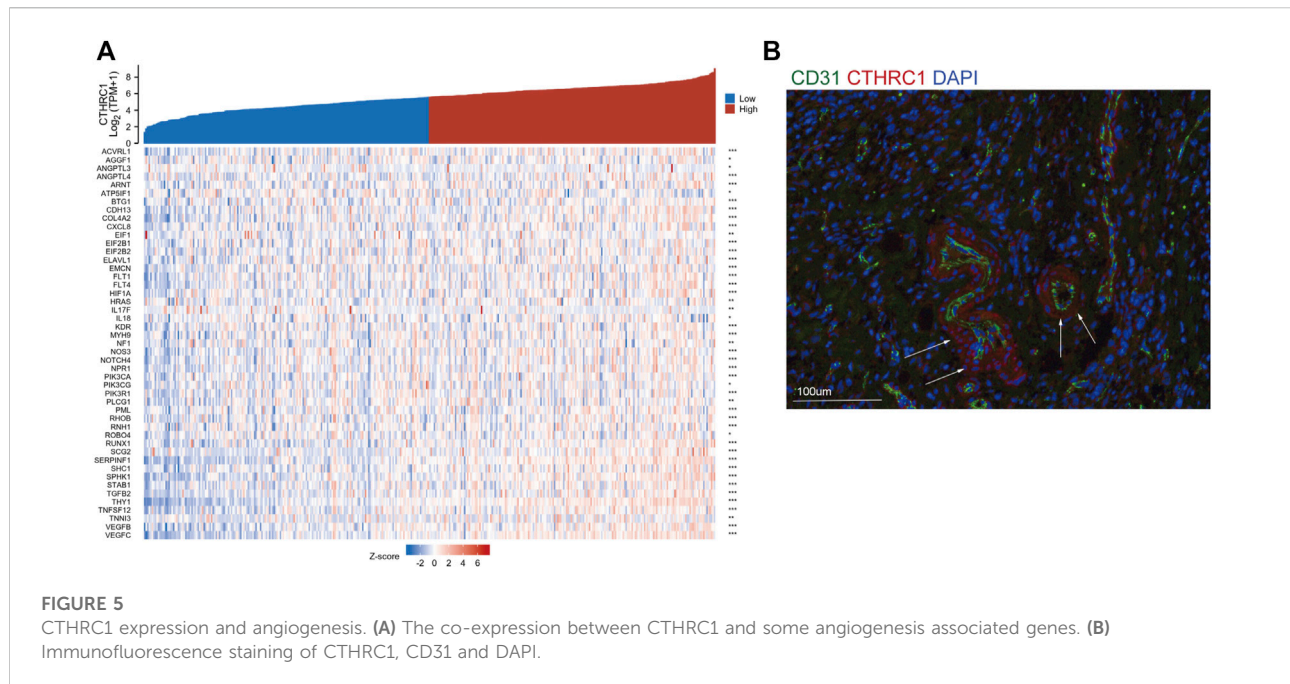 A
CTHRC1
Log2 (TPM+1)
8
6
4
2
0
Low
High
ACVRL1 ***
AGGF1 *
ANGPTL3 *
ANGPTL4 ***
ARNT ***
ATP5IF1 *
BTG1 ***
CDH13 ***
COL4A2 ***
CXCL8 ***
EIF1 **
EIF2B1 ***
EIF2B2 ***
ELAVL1 ***
EMCN ***
FLT1 ***
FLT4 ***
HIF1A ***
HRAS **
IL17F **
IL18 *
KDR ***
MYH9 ***
NF1 **
NOS3 ***
NOTCH4 ***
NPR1 ***
PIK3CA ***
PIK3CG *
PIK3R1 ***
PLCG1 **
PML ***
RHOB ***
RNH1 ***
ROBO4 *
RUNX1 ***
SCG2 ***
SERPINF1 ***
SHC1 ***
SPHK1 ***
STAB1 ***
TGFB2 ***
THY1 ***
TNFSF12 ***
TNNI3 **
VEGFB ***
VEGFC ***
Z-score
-2 0 2 4 6
B
CD31 CTHRC1 DAPI
100um
FIGURE 5
CTHRC1 expression and angiogenesis. (A) The co-expression between CTHRC1 and some angiogenesis associated genes. (B)
Immunofluorescence staining of CTHRC1, CD31 and DAPI.